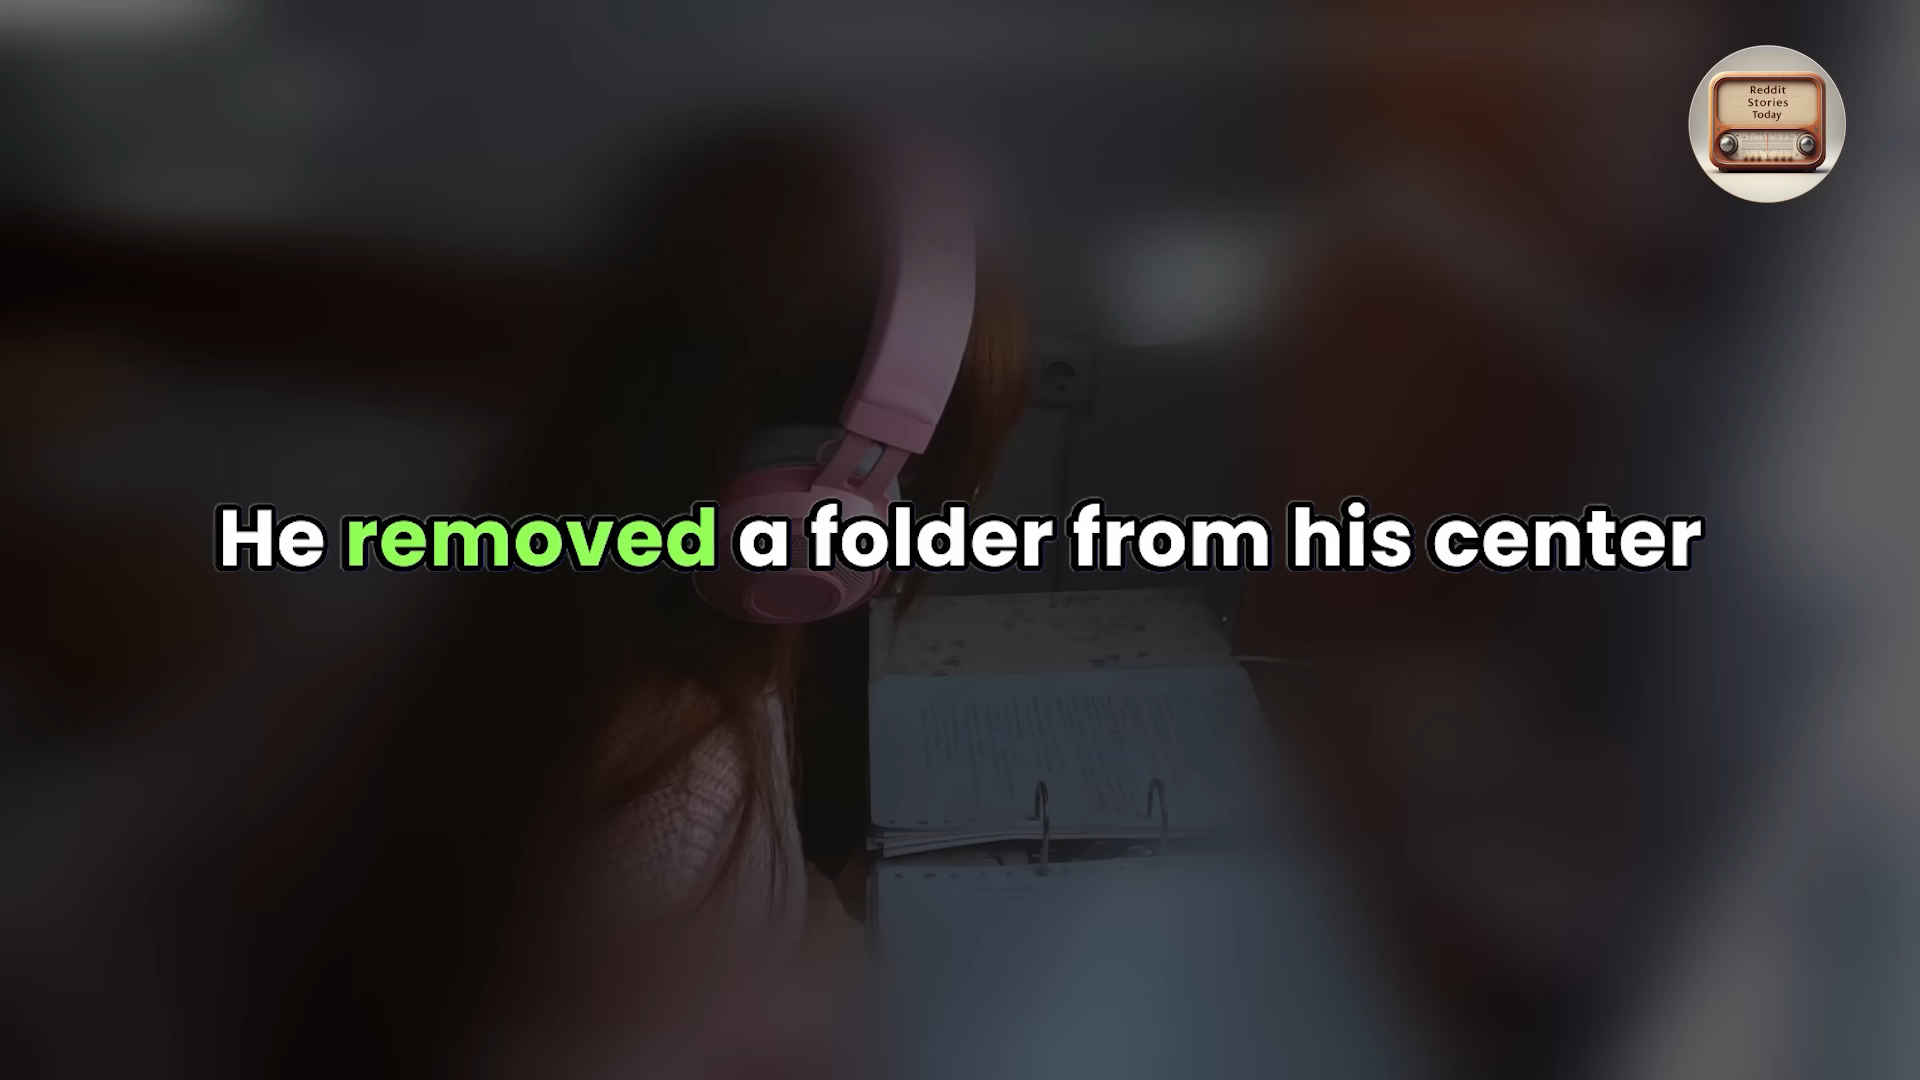 Reddit
Stories
Today
He removed a folder from his center